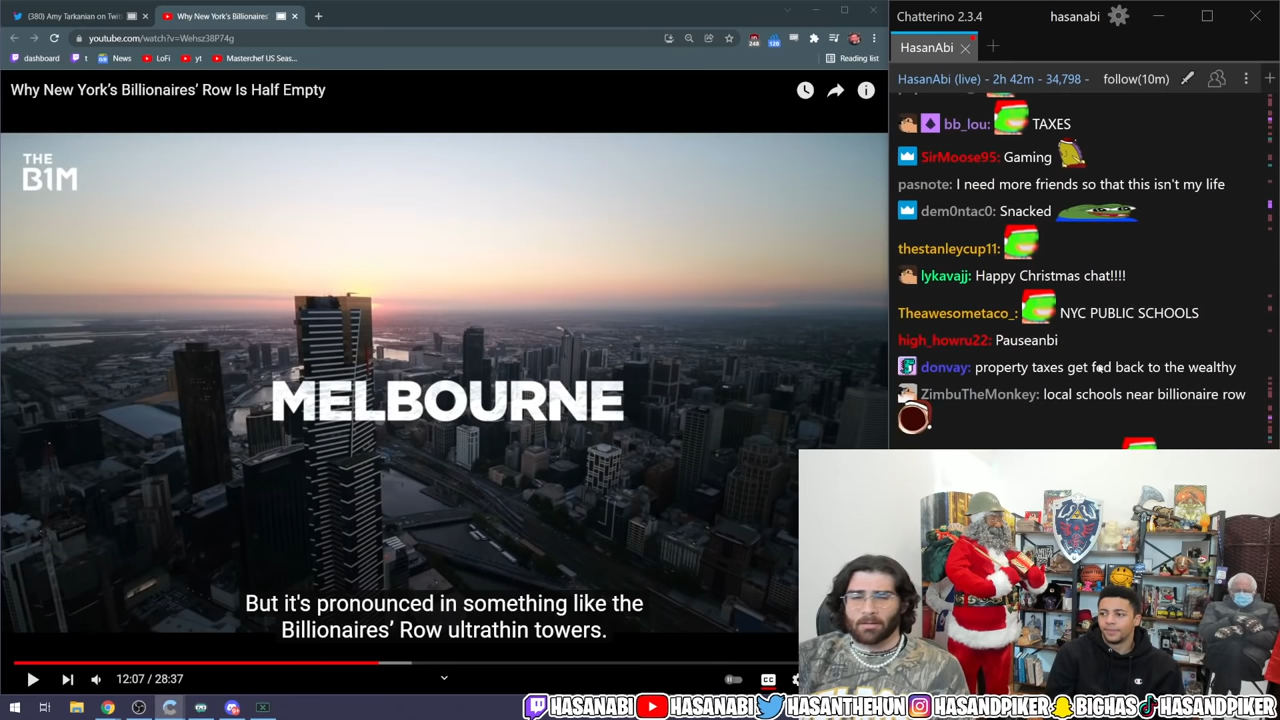 (380) Amy Tarkanian on Twit
Why New York's Billionaires'
youtube.com/watch?v=Wehsz38P74g
248
128
dashboard
t
News
LoFi
yt
Masterchef US Seas...
Reading list
Why New York's Billionaires' Row Is Half Empty
THE
B1M
MELBOURNE
But it's pronounced in something like the
Billionaires' Row ultrathin towers.
12:07 / 28:37
CC
Chatterino 2.3.4
hasanabi
HasanAbi
HasanAbi (live) - 2h 42m - 34,798 -
follow(10m)
bb_lou: TAXES
SirMoose95: Gaming
pasnote: I need more friends so that this isn't my life
dem0ntac0: Snacked
thestanleycup11:
lykavajj: Happy Christmas chat!!!!
Theawesometaco_: NYC PUBLIC SCHOOLS
high_howru22: Pauseanbi
donvay: property taxes get fed back to the wealthy
ZimbuTheMonkey: local schools near billionaire row
HASANABI HASANABI HASANTHEHUN HASANDPIKER BIGHAS HASANDPIKER